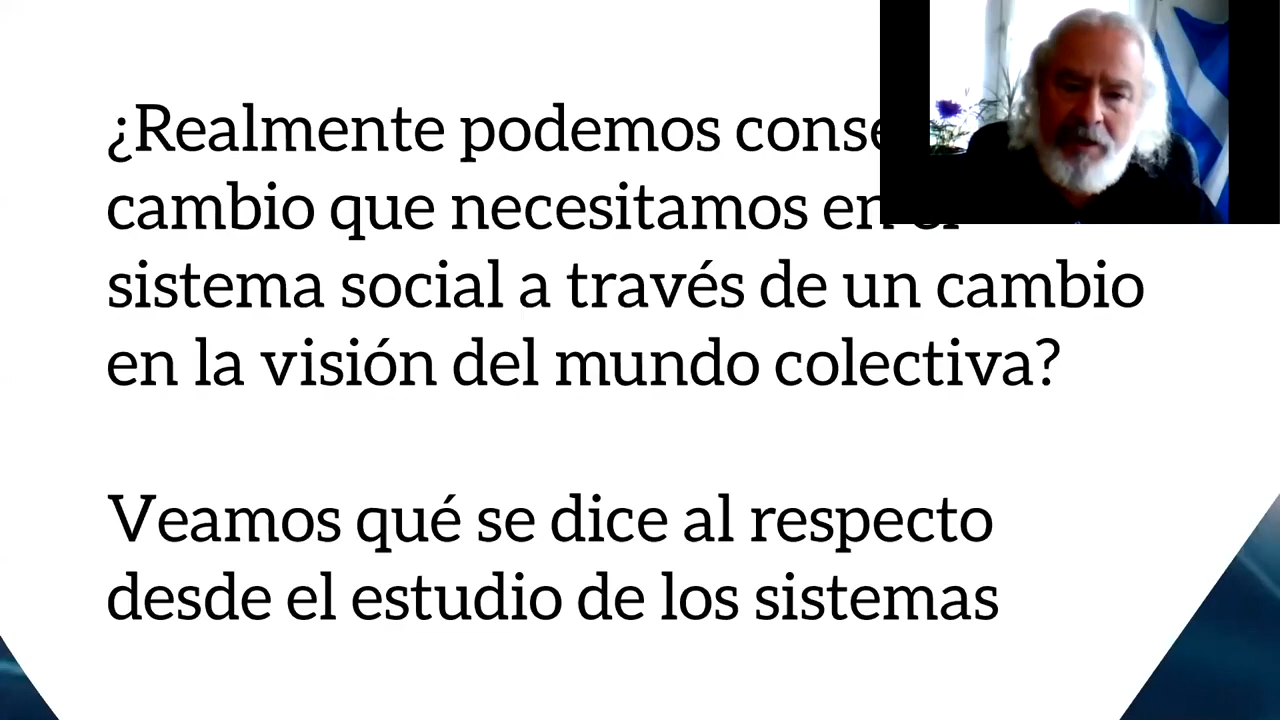 ¿Realmente podemos
cambio que necesitamos en el
sistema social a través de un cambio
en la visión del mundo colectiva?
Veamos qué se dice al respecto
desde el estudio de los sistemas